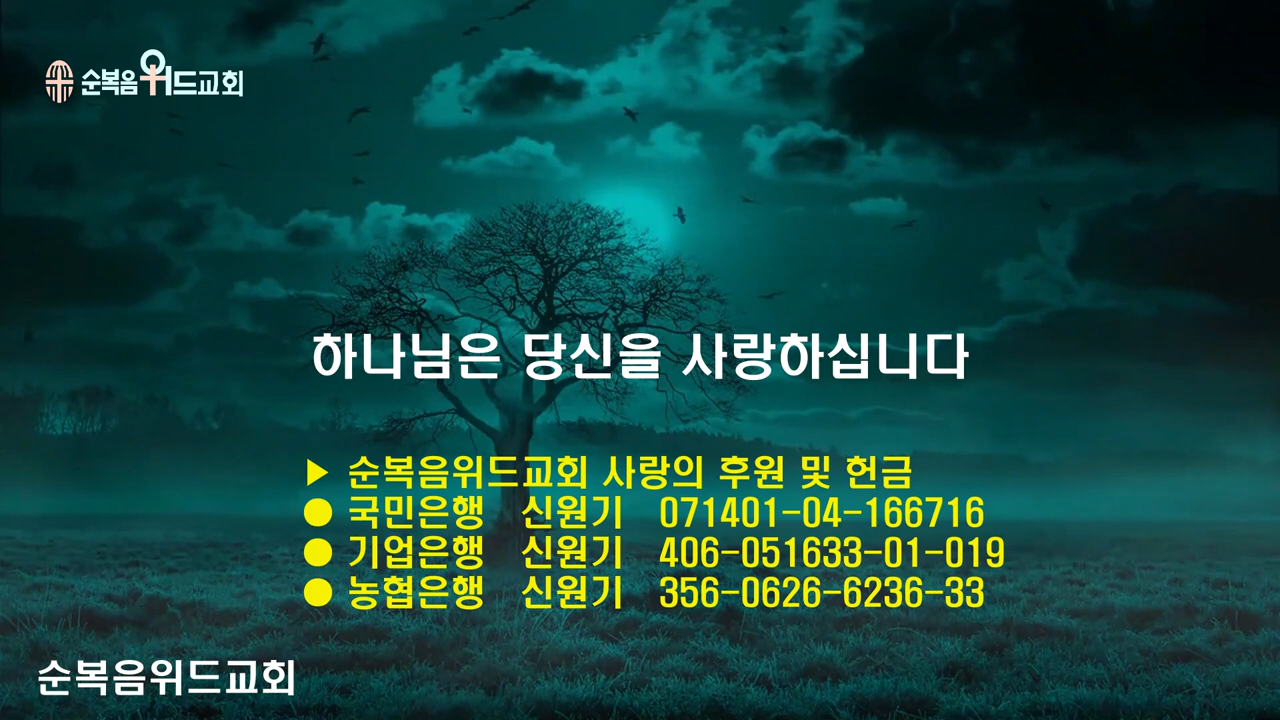 순복음위드교회
하나님은 당신을 사랑하십니다
▶ 순복음위드교회 사랑의 후원 및 헌금
● 국민은행 신원기 071401-04-166716
● 기업은행 신원기 406-051633-01-019
● 농협은행 신원기 356-0626-6236-33
순복음위드교회